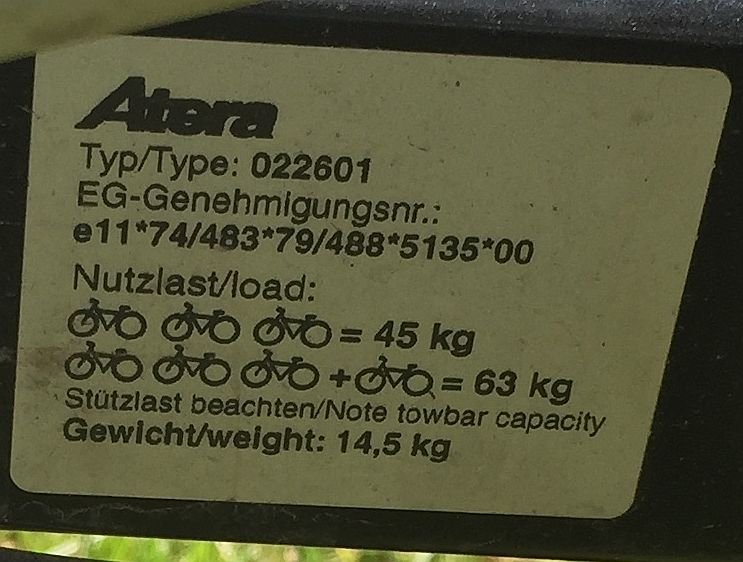 Atera
Typ/Type: 022601
EG-Genehmigungsnr.:
e11*74/483*79/488*5135*00
Nutzlast/load:
= 45 kg
+ = 63 kg
Stützlast beachten/Note towbar capacity
Gewicht/weight: 14,5 kg